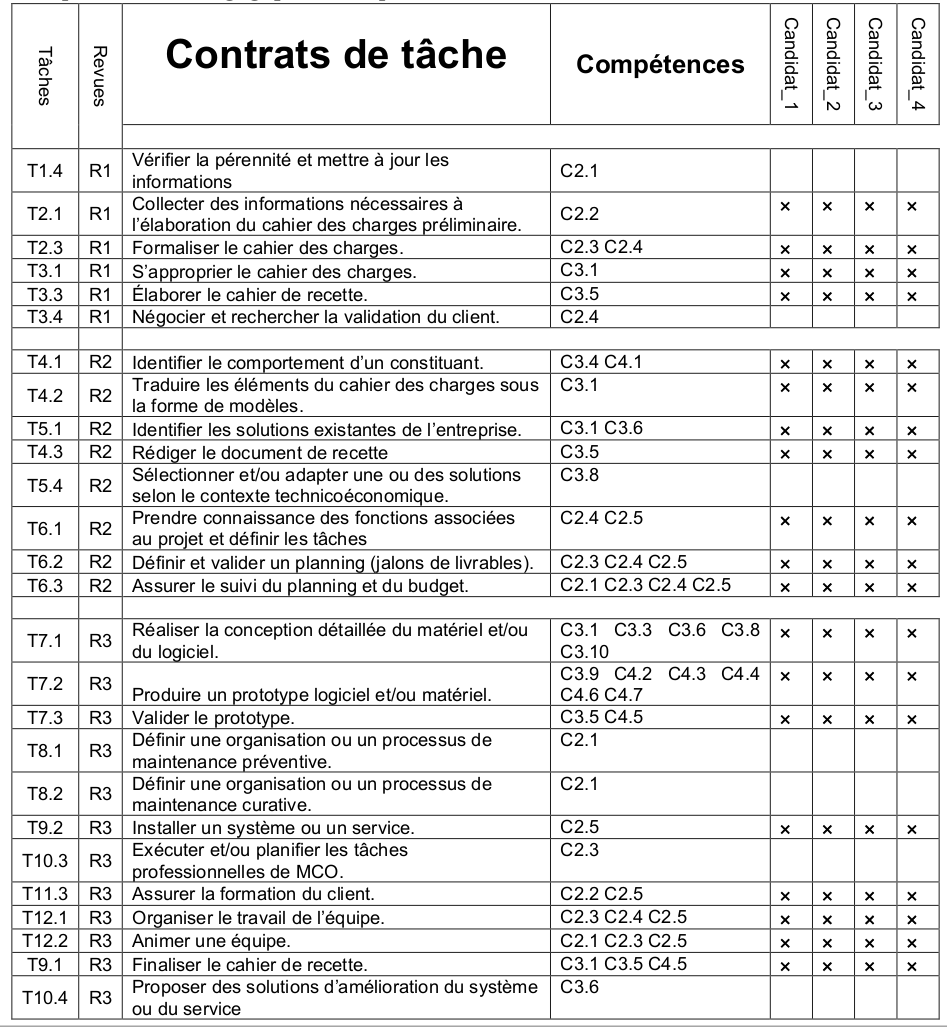 Tâches
Revues
Contrats de tâche
Compétences
Candidat_1
Candidat_2
Candidat_3
Candidat_4
T1.4 R1 Vérifier la pérennité et mettre à jour les
informations C2.1
T2.1 R1 Collecter des informations nécessaires à
l’élaboration du cahier des charges préliminaire. C2.2 × × × ×
T2.3 R1 Formaliser le cahier des charges. C2.3 C2.4 × × × ×
T3.1 R1 S’approprier le cahier des charges. C3.1 × × × ×
T3.3 R1 Élaborer le cahier de recette. C3.5 × × × ×
T3.4 R1 Négocier et rechercher la validation du client. C2.4
T4.1 R2 Identifier le comportement d’un constituant. C3.4 C4.1 × × × ×
T4.2 R2 Traduire les éléments du cahier des charges sous
la forme de modèles. C3.1 × × × ×
T5.1 R2 Identifier les solutions existantes de l’entreprise. C3.1 C3.6 × × × ×
T4.3 R2 Rédiger le document de recette C3.5 × × × ×
T5.4 R2 Sélectionner et/ou adapter une ou des solutions
selon le contexte technicoéconomique. C3.8
T6.1 R2 Prendre connaissance des fonctions associées
au projet et définir les tâches C2.4 C2.5 × × × ×
T6.2 R2 Définir et valider un planning (jalons de livrables). C2.3 C2.4 C2.5 × × × ×
T6.3 R2 Assurer le suivi du planning et du budget. C2.1 C2.3 C2.4 C2.5 × × × ×
T7.1 R3 Réaliser la conception détaillée du matériel et/ou
du logiciel. C3.1 C3.3 C3.6 C3.8
C3.10 × × × ×
T7.2 R3 Produire un prototype logiciel et/ou matériel. C3.9 C4.2 C4.3 C4.4
C4.6 C4.7 × × × ×
T7.3 R3 Valider le prototype. C3.5 C4.5 × × × ×
T8.1 R3 Définir une organisation ou un processus de
maintenance préventive. C2.1
T8.2 R3 Définir une organisation ou un processus de
maintenance curative. C2.1
T9.2 R3 Installer un système ou un service. C2.5 × × × ×
T10.3 R3 Exécuter et/ou planifier les tâches
professionnelles de MCO. C2.3
T11.3 R3 Assurer la formation du client. C2.2 C2.5 × × × ×
T12.1 R3 Organiser le travail de l’équipe. C2.3 C2.4 C2.5 × × × ×
T12.2 R3 Animer une équipe. C2.1 C2.3 C2.5 × × × ×
T9.1 R3 Finaliser le cahier de recette. C3.1 C3.5 C4.5 × × × ×
T10.4 R3 Proposer des solutions d’amélioration du système
ou du service C3.6